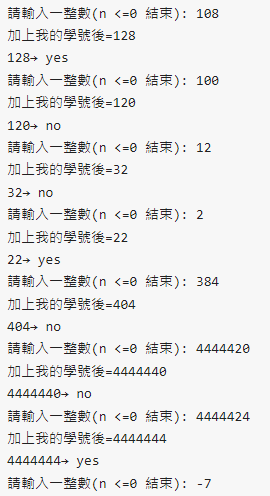 請輸入一整數(n <=0 結束): 108
加上我的學號後=128
128→ yes
請輸入一整數(n <=0 結束): 100
加上我的學號後=120
120→ no
請輸入一整數(n <=0 結束): 12
加上我的學號後=32
32→ no
請輸入一整數(n <=0 結束): 2
加上我的學號後=22
22→ yes
請輸入一整數(n <=0 結束): 384
加上我的學號後=404
404→ no
請輸入一整數(n <=0 結束): 4444420
加上我的學號後=4444440
4444440→ no
請輸入一整數(n <=0 結束): 4444424
加上我的學號後=4444444
4444444→ yes
請輸入一整數(n <=0 結束): -7